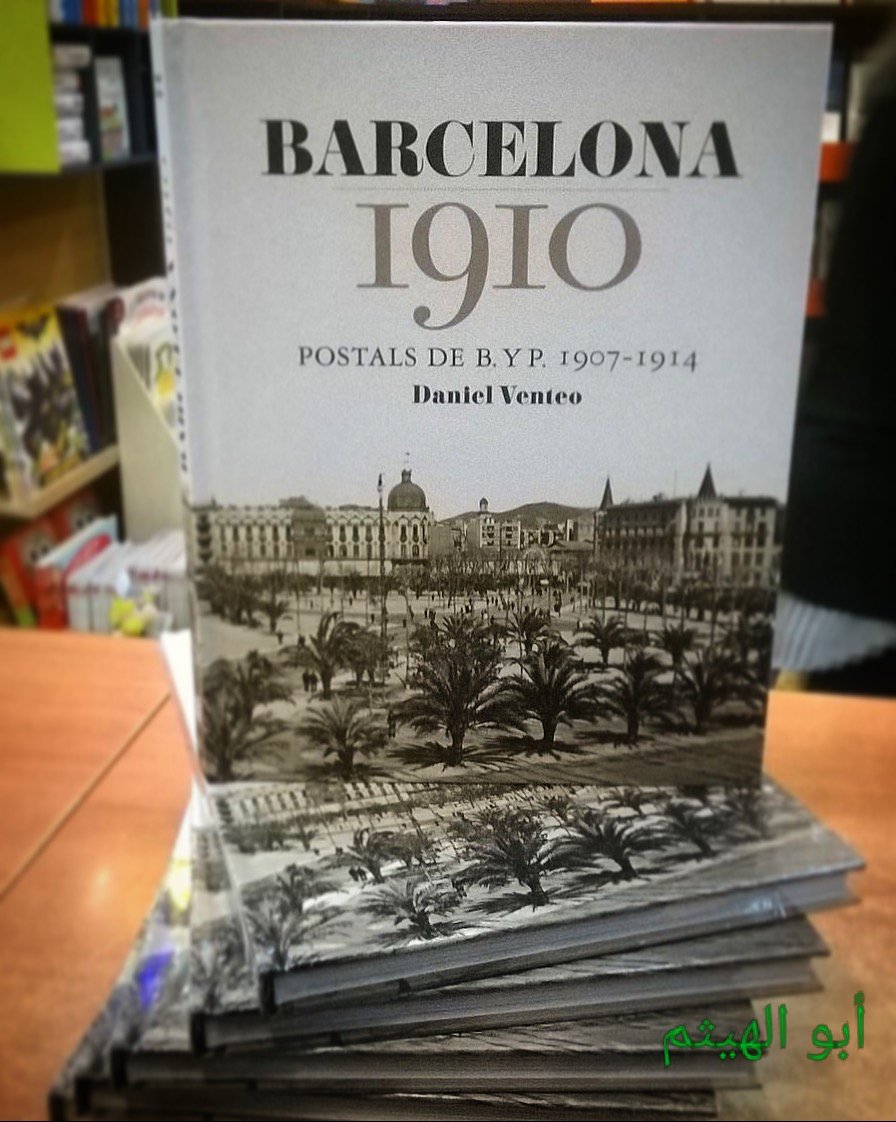 BARCELONA
1910
POSTALS DE B. Y P. 1907-1914
Daniel Venteo
أبو الهيثم